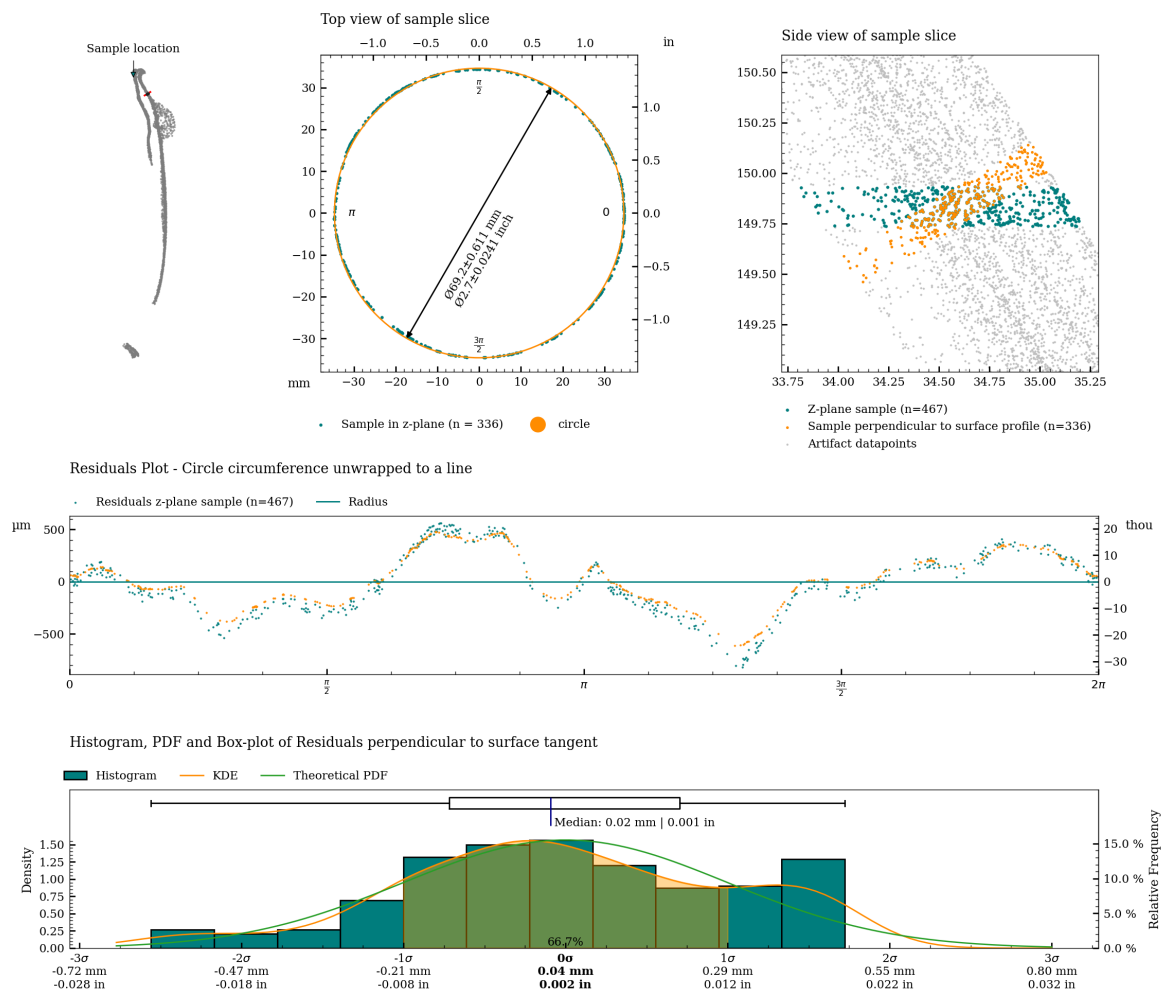 Sample location
Top view of sample slice
−1.0 −0.5 0.0 0.5 1.0 in
30
20
10
0
−10
−20
−30
mm
π/2
π
0
3π/2
Ø69.2±0.611 mm
Ø2.7±0.0241 inch
1.0
0.5
0.0
−0.5
−1.0
−30 −20 −10 0 10 20 30
Sample in z-plane (n = 336) circle
Side view of sample slice
150.50
150.25
150.00
149.75
149.50
149.25
33.75 34.00 34.25 34.50 34.75 35.00 35.25
Z-plane sample (n=467)
Sample perpendicular to surface profile (n=336)
Artifact datapoints
Residuals Plot - Circle circumference unwrapped to a line
Residuals z-plane sample (n=467) Radius
µm
500
0
−500
20 thou
10
0
−10
−20
−30
0 π/2 π 3π/2 2π
Histogram, PDF and Box-plot of Residuals perpendicular to surface tangent
Histogram KDE Theoretical PDF
Median: 0.02 mm | 0.001 in
Density
1.50
1.25
1.00
0.75
0.50
0.25
0.00
66.7%
15.0 %
10.0 %
5.0 %
0.0 %
Relative Frequency
-3σ -2σ -1σ 0σ 1σ 2σ 3σ
-0.72 mm -0.47 mm -0.21 mm 0.04 mm 0.29 mm 0.55 mm 0.80 mm
-0.028 in -0.018 in -0.008 in 0.002 in 0.012 in 0.022 in 0.032 in